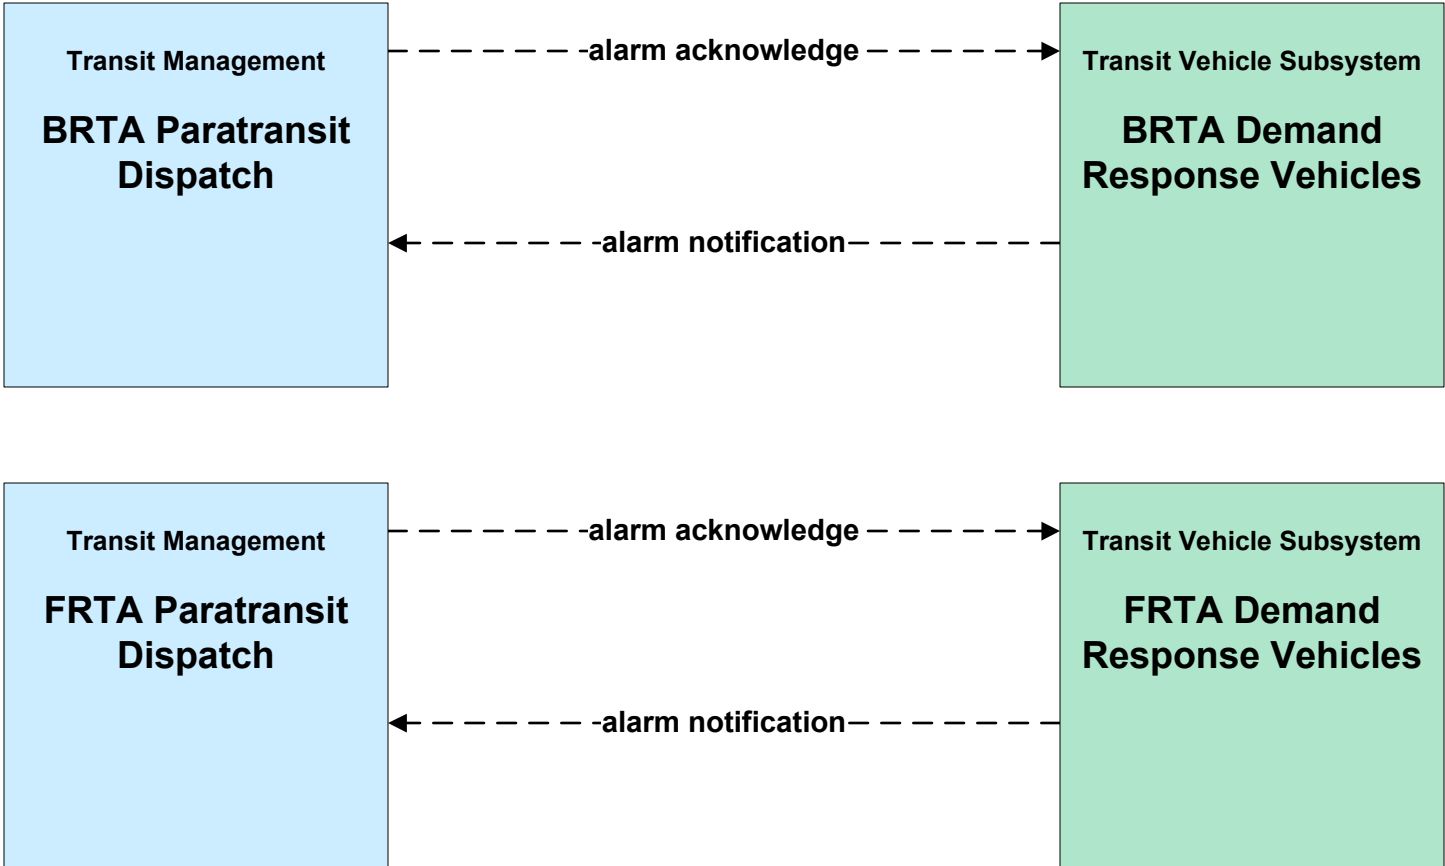 Transit Management
BRTA Paratransit
Dispatch
alarm acknowledge
alarm notification
Transit Vehicle Subsystem
BRTA Demand
Response Vehicles
Transit Management
FRTA Paratransit
Dispatch
alarm acknowledge
alarm notification
Transit Vehicle Subsystem
FRTA Demand
Response Vehicles